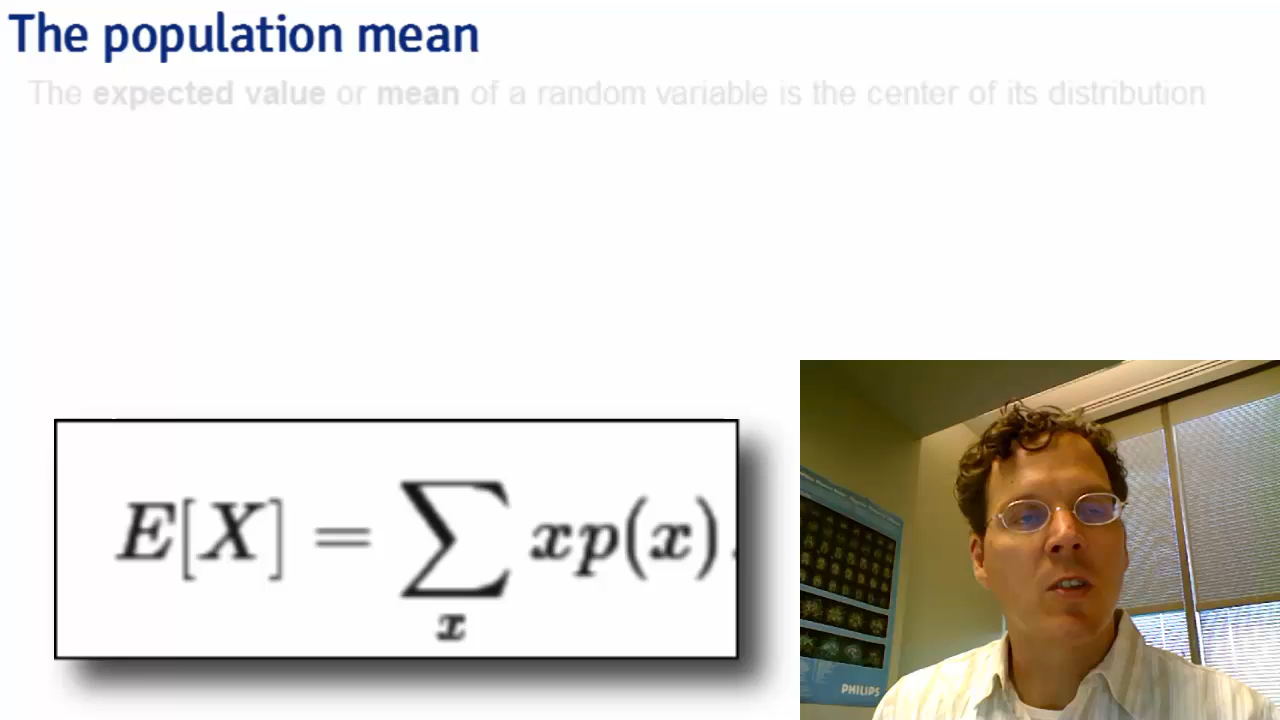 The population mean
The expected value or mean of a random variable is the center of its distribution
E[X] = ∑ xp(x).
x
PHILIPS